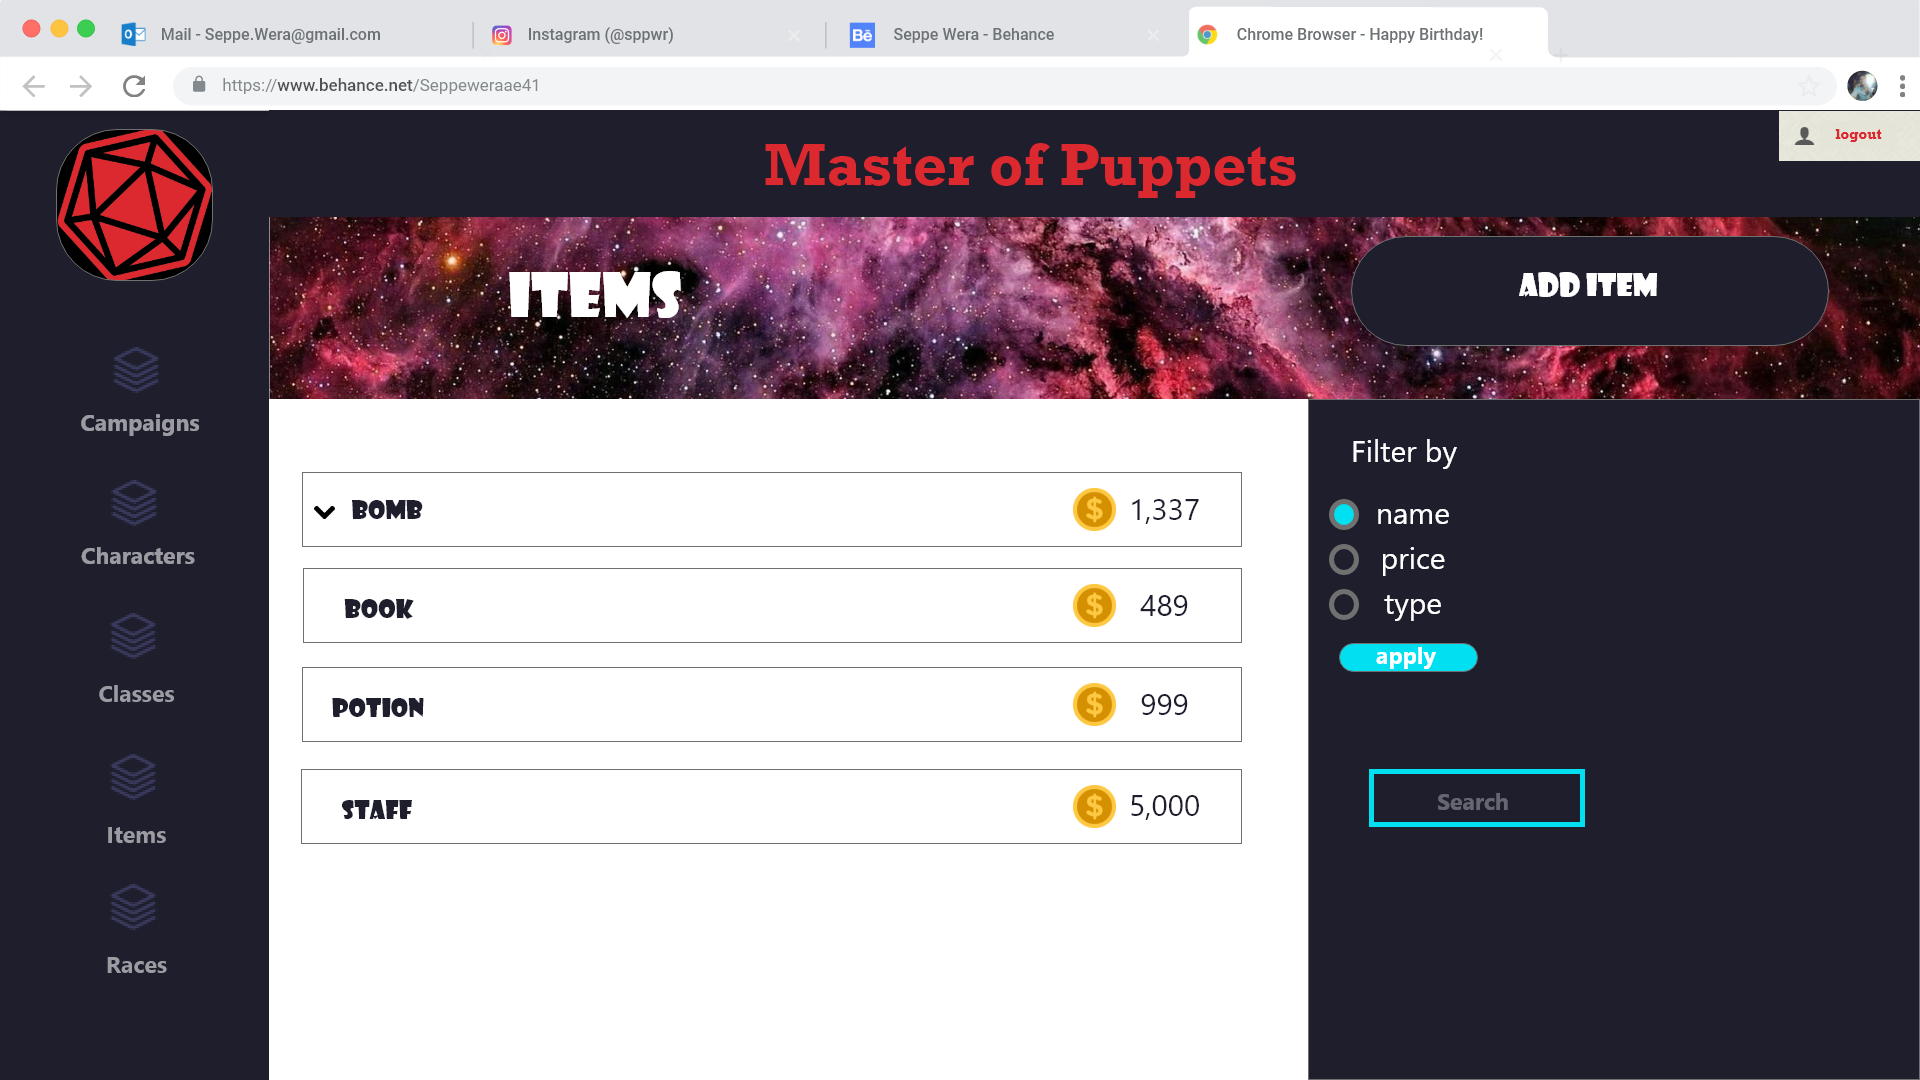 Mail - Seppe.Wera@gmail.com
Instagram (@sppwr)
Bē
Seppe Wera - Behance
Chrome Browser - Happy Birthday!
https://www.behance.net/Seppeweraae41
Master of Puppets
logout
ITEMS
ADD ITEM
Campaigns
Characters
Classes
Items
Races
BOMB
$ 1,337
BOOK
$ 489
POTION
$ 999
STAFF
$ 5,000
Filter by
name
price
type
apply
Search